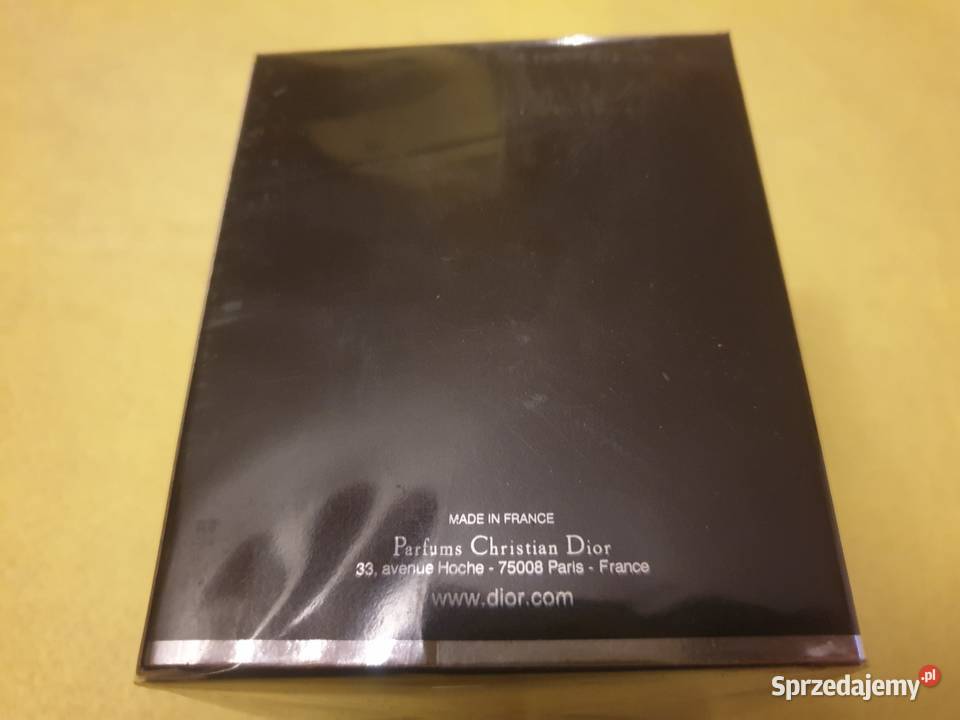 MADE IN FRANCE
Parfums Christian Dior
33, avenue Hoche - 75008 Paris - France
www.dior.com
Sprzedajemy.pl